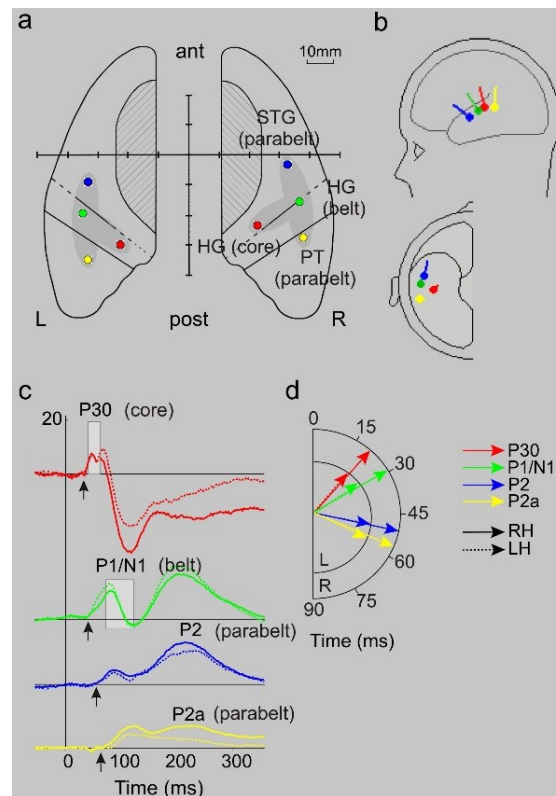 a
ant
10mm
STG
(parabelt)
HG
(belt)
HG (core)
PT
(parabelt)
L
post
R
b
c
20
P30 (core)
P1/N1 (belt)
P2 (parabelt)
P2a (parabelt)
0 100 200 300
Time (ms)
d
0
15
30
45
60
75
90
L
R
Time (ms)
P30
P1/N1
P2
P2a
RH
LH